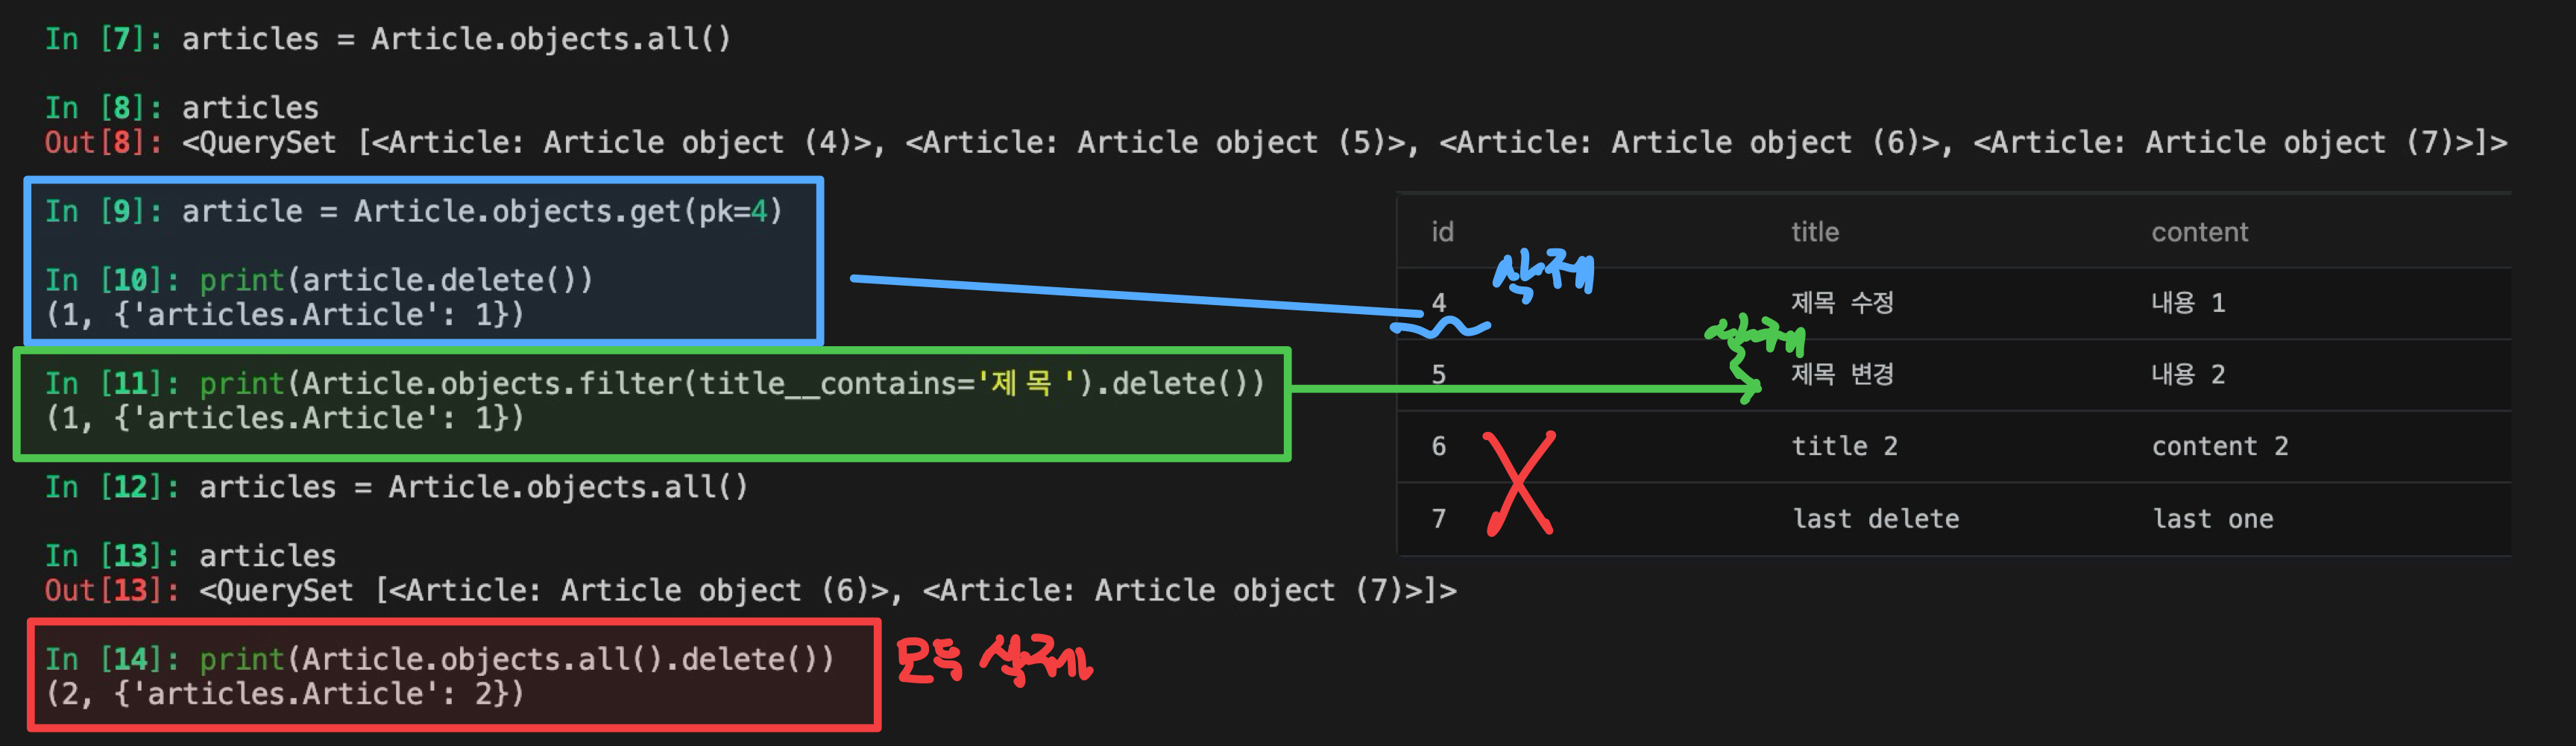 In [7]: articles = Article.objects.all()
In [8]: articles
Out[8]: <QuerySet [<Article: Article object (4)>, <Article: Article object (5)>, <Article: Article object (6)>, <Article: Article object (7)>]>
In [9]: article = Article.objects.get(pk=4)
In [10]: print(article.delete())
(1, {'articles.Article': 1})
In [11]: print(Article.objects.filter(title__contains='제목').delete())
(1, {'articles.Article': 1})
In [12]: articles = Article.objects.all()
In [13]: articles
Out[13]: <QuerySet [<Article: Article object (6)>, <Article: Article object (7)>]>
In [14]: print(Article.objects.all().delete())
(2, {'articles.Article': 2})
모두 삭제
id title content
삭제
4 제목 수정 내용 1
삭제
5 제목 변경 내용 2
6 title 2 content 2
7 last delete last one